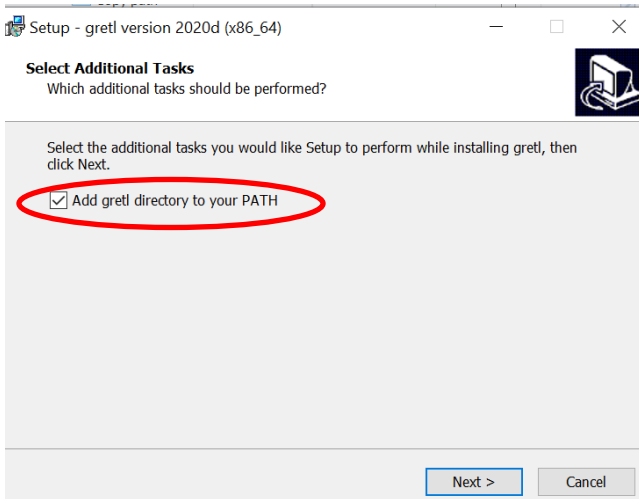 Copy path
Setup - gretl version 2020d (x86_64)
Select Additional Tasks
Which additional tasks should be performed?
Select the additional tasks you would like Setup to perform while installing gretl, then
click Next.
Add gretl directory to your PATH
Next >
Cancel